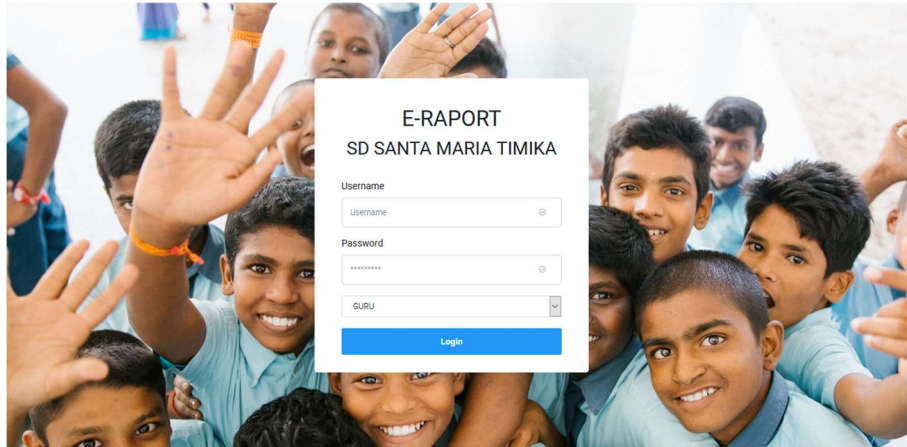 E-RAPORT
SD SANTA MARIA TIMIKA
Username
Username
Password
*********
GURU
Login